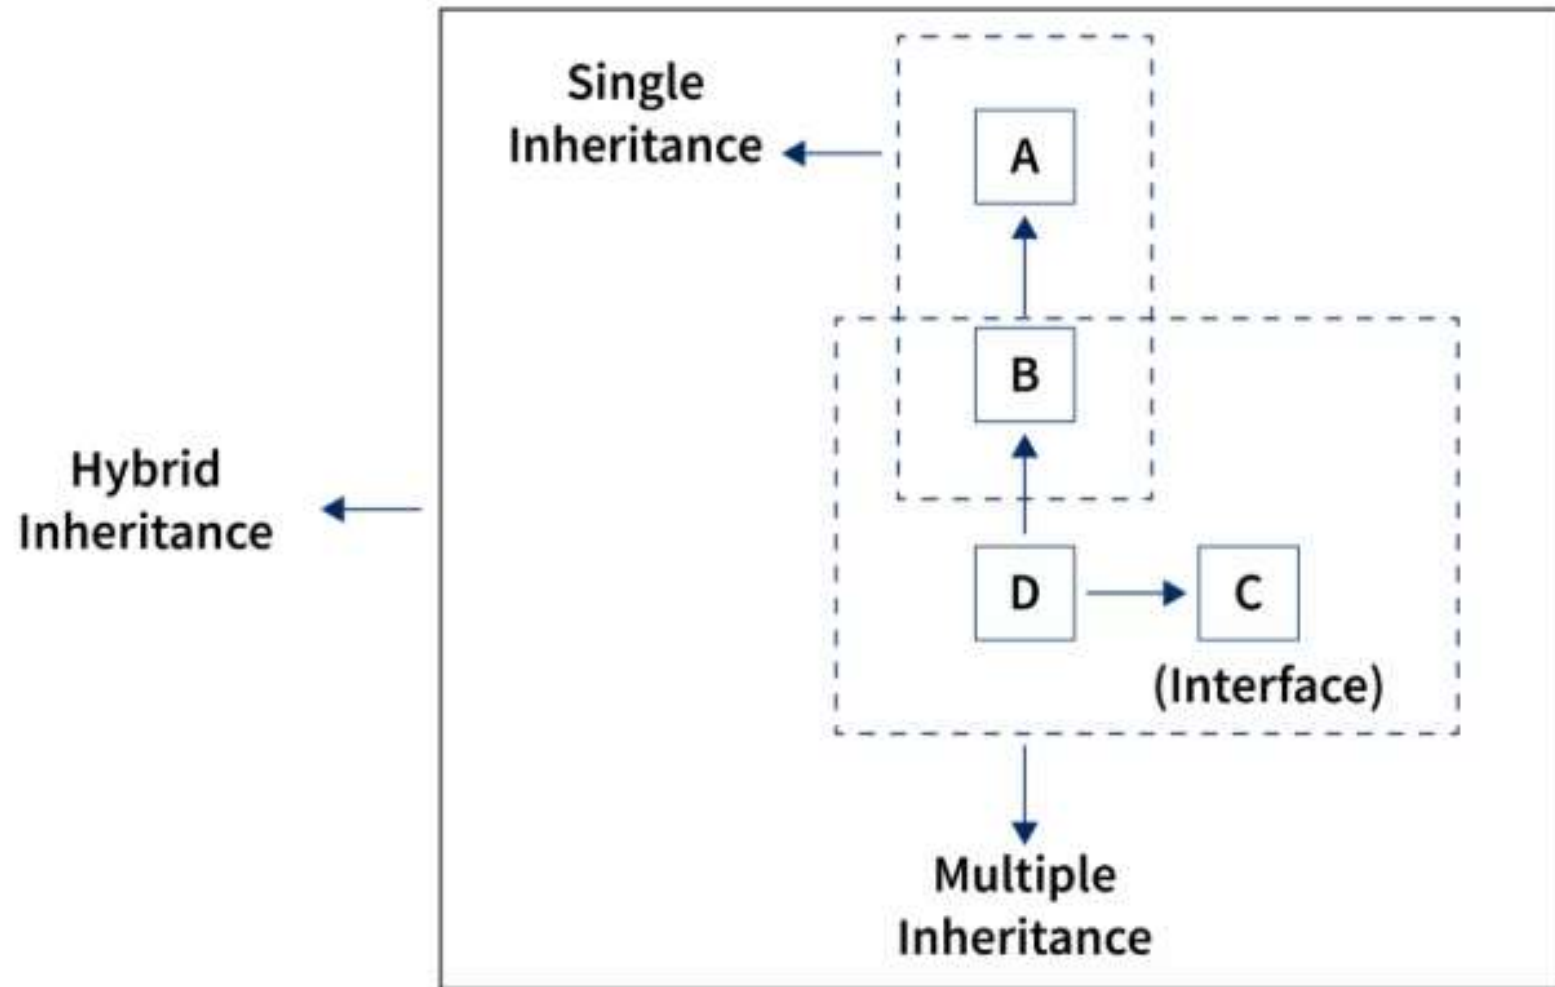 Single
Inheritance
A
B
Hybrid
Inheritance
D
C
(Interface)
Multiple
Inheritance